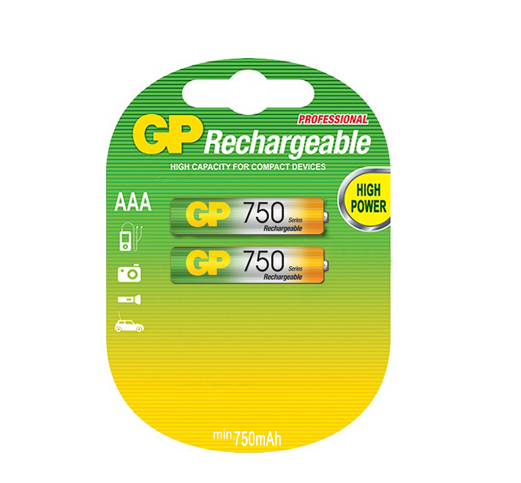 PROFESSIONAL
GP Rechargeable
HIGH CAPACITY FOR COMPACT DEVICES
AAA
HIGH
POWER
GP 750 Series
Rechargeable
GP 750 Series
Rechargeable
min.750mAh